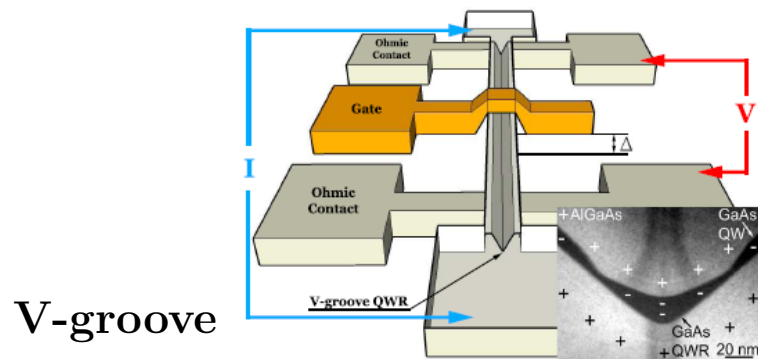 Ohmic
Contact
Gate
V
I
Δ
Ohmic
Contact
+AlGaAs
GaAs
QW
V-groove QWR
V-groove
GaAs
QWR
20 nm